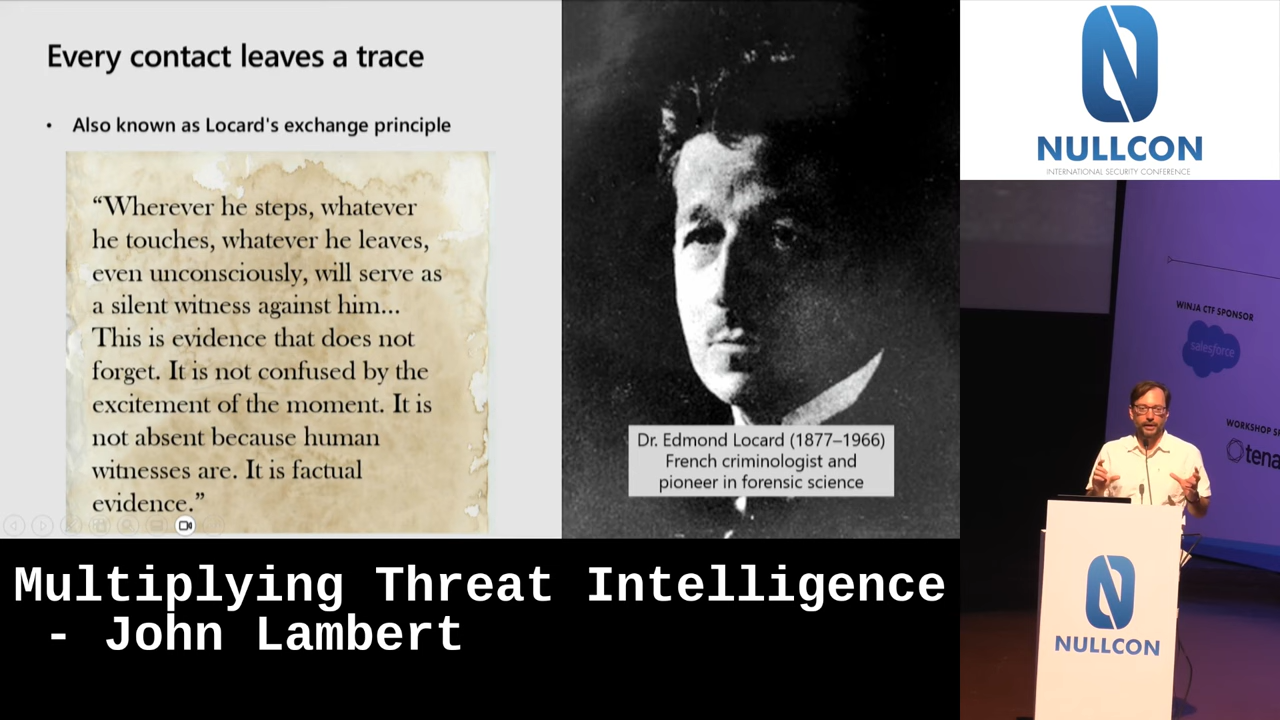 Every contact leaves a trace
• Also known as Locard's exchange principle
“Wherever he steps, whatever
he touches, whatever he leaves,
even unconsciously, will serve as
a silent witness against him...
This is evidence that does not
forget. It is not confused by the
excitement of the moment. It is
not absent because human
witnesses are. It is factual
evidence.”
Dr. Edmond Locard (1877–1966)
French criminologist and
pioneer in forensic science
Multiplying Threat Intelligence
- John Lambert
NULLCON
INTERNATIONAL SECURITY CONFERENCE
WINJA CTF SPONSOR
salesforce
WORKSHOP
NULLCON